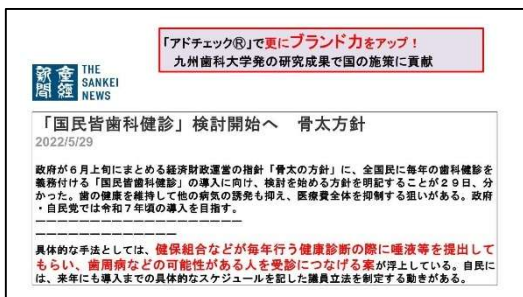 「アドチェック®」で更にブランド力をアップ！
九州歯科大学発の研究成果で国の施策に貢献
産經新聞
THE
SANKEI
NEWS
「国民皆歯科健診」検討開始へ　骨太方針
2022/5/29
政府が６月上旬にまとめる経済財政運営の指針「骨太の方針」に、全国民に毎年の歯科健診を
義務付ける「国民皆歯科健診」の導入に向け、検討を始める方針を明記することが２９日、分
かった。歯の健康を維持して他の病気の誘発も抑え、医療費全体を抑制する狙いがある。政府
・自民党では令和７年頃の導入を目指す。
具体的な手法としては、健保組合などが毎年行う健康診断の際に唾液等を提出して
もらい、歯周病などの可能性がある人を受診につなげる案が浮上している。自民に
は、来年にも導入までの具体的なスケジュールを記した議員立法を制定する動きがある。